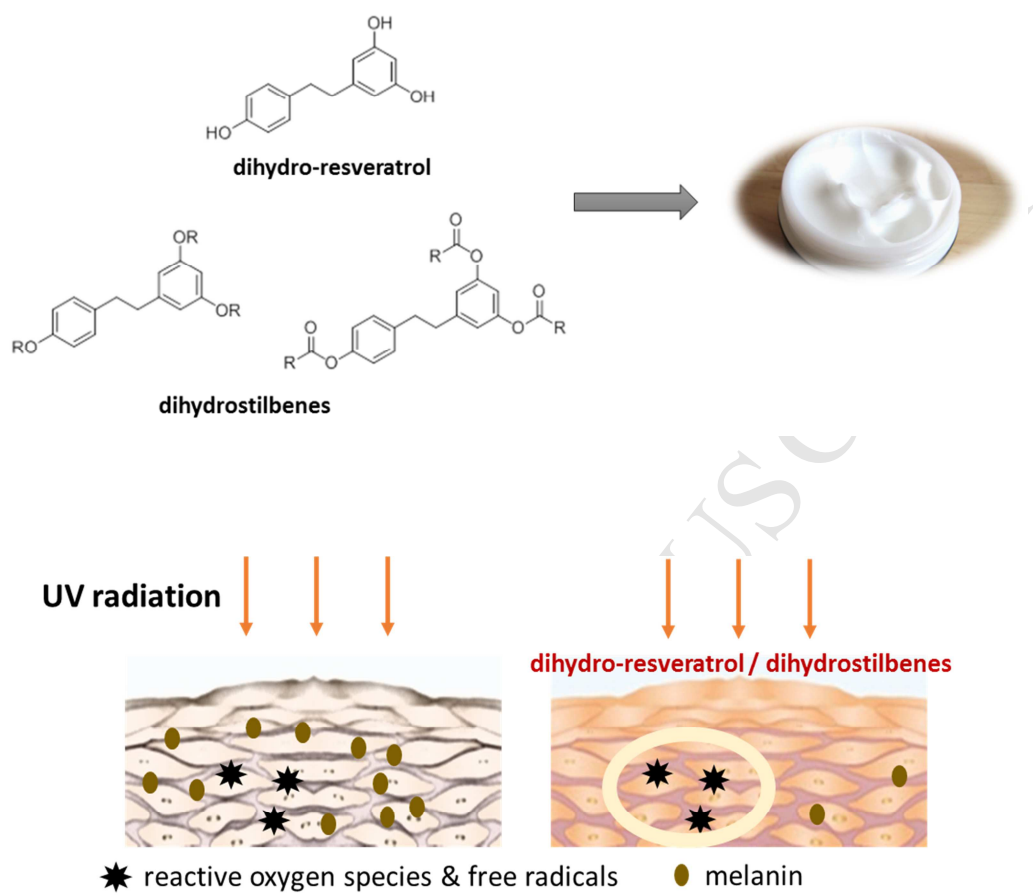 OH
OH
HO
dihydro-resveratrol
OR
OR
RO
O
R
O
O
O
R
O
R
O
dihydrostilbenes
USC
UV radiation
dihydro-resveratrol / dihydrostilbenes
reactive oxygen species & free radicals
melanin